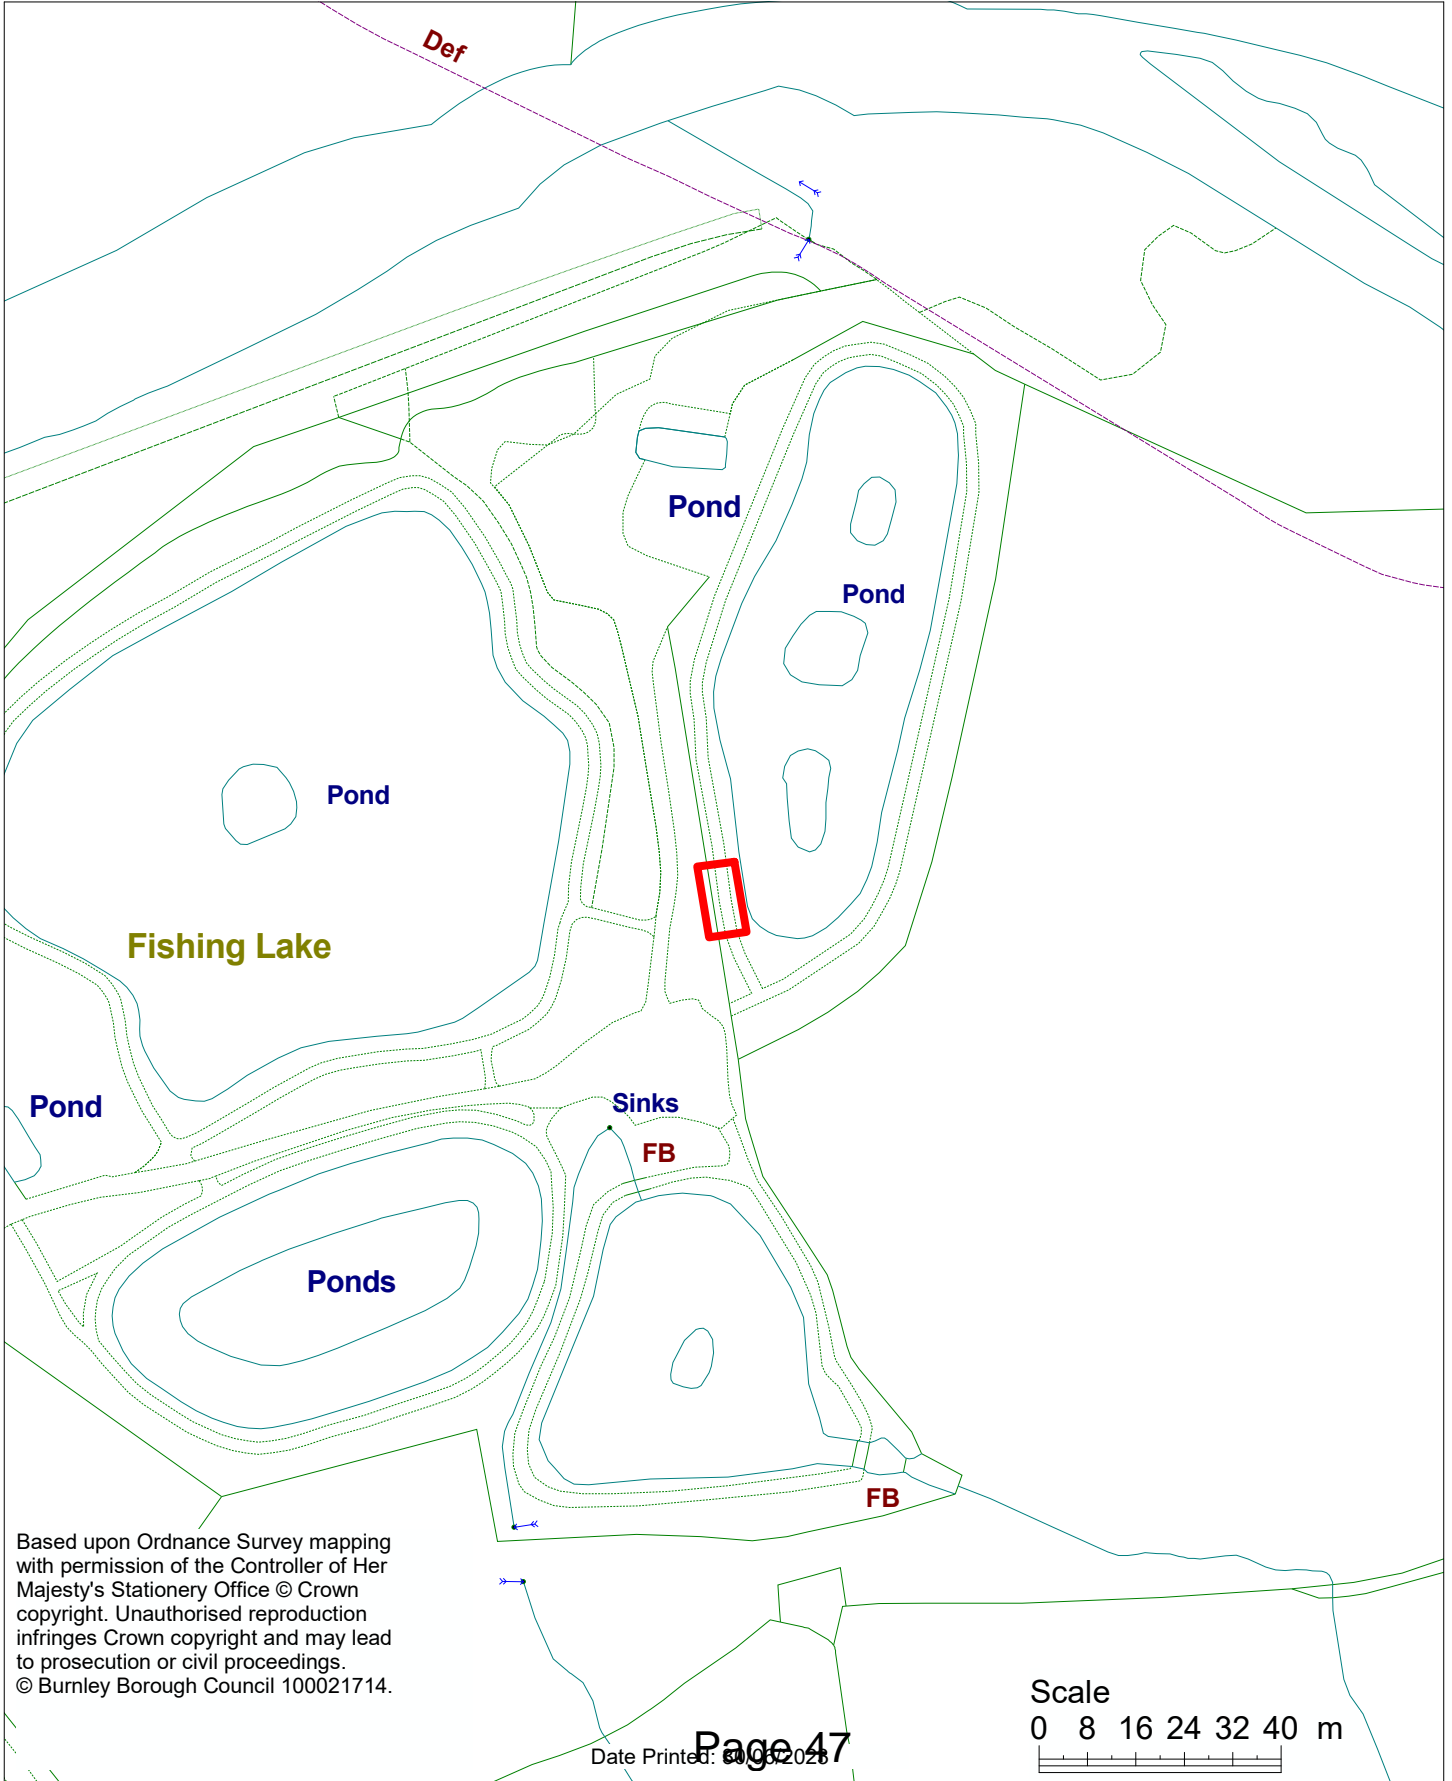 Def
Pond
Pond
Pond
Fishing Lake
Pond
Sinks
FB
Ponds
FB
Based upon Ordnance Survey mapping
with permission of the Controller of Her
Majesty's Stationery Office © Crown
copyright. Unauthorised reproduction
infringes Crown copyright and may lead
to prosecution or civil proceedings.
© Burnley Borough Council 100021714.
Scale
0 8 16 24 32 40 m
Page 47
Date Printed: